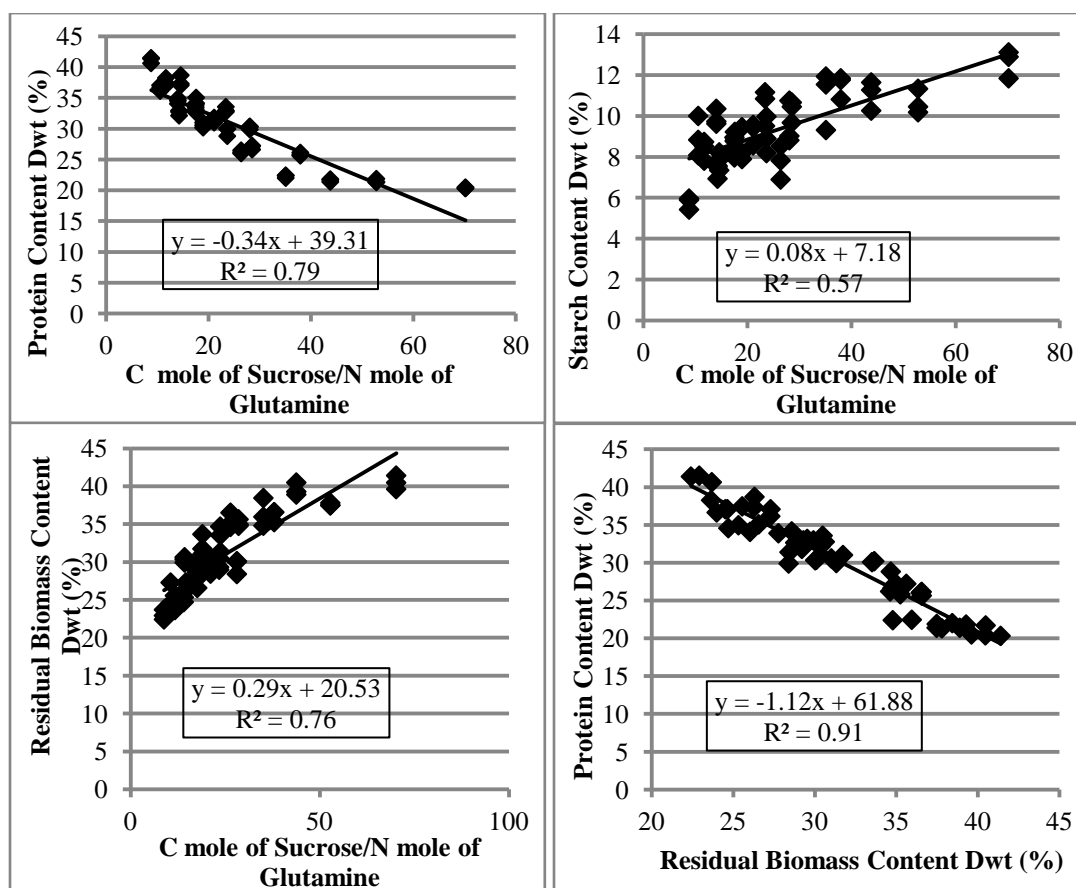 Protein Content Dwt (%)
45
40
35
30
25
20
15
10
5
0
y = -0.34x + 39.31
R² = 0.79
0 20 40 60 80
C mole of Sucrose/N mole of
Glutamine
Starch Content Dwt (%)
14
12
10
8
6
4
2
0
y = 0.08x + 7.18
R² = 0.57
0 20 40 60 80
C mole of Sucrose/N mole of
Glutamine
Residual Biomass Content
Dwt (%)
45
40
35
30
25
20
15
10
5
0
y = 0.29x + 20.53
R² = 0.76
0 50 100
C mole of Sucrose/N mole of
Glutamine
Protein Content Dwt (%)
45
40
35
30
25
20
15
10
5
0
y = -1.12x + 61.88
R² = 0.91
20 25 30 35 40 45
Residual Biomass Content Dwt (%)